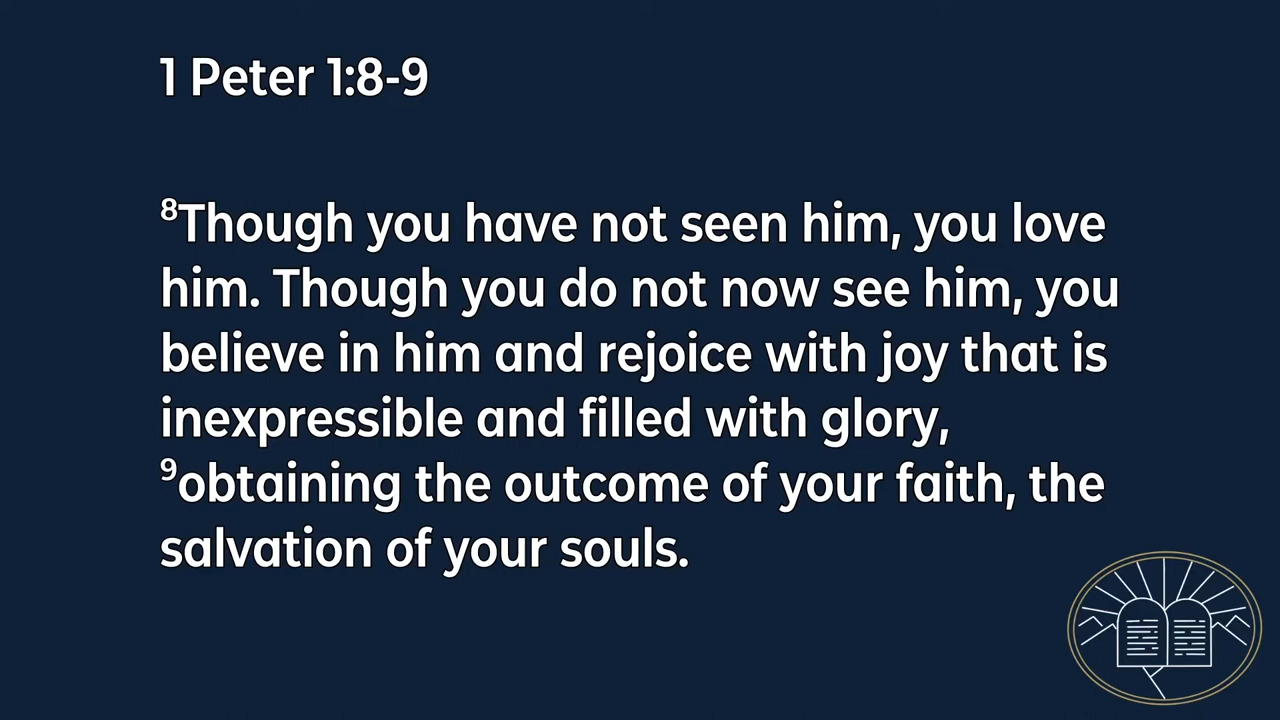 1 Peter 1:8-9
⁸Though you have not seen him, you love
him. Though you do not now see him, you
believe in him and rejoice with joy that is
inexpressible and filled with glory,
⁹obtaining the outcome of your faith, the
salvation of your souls.